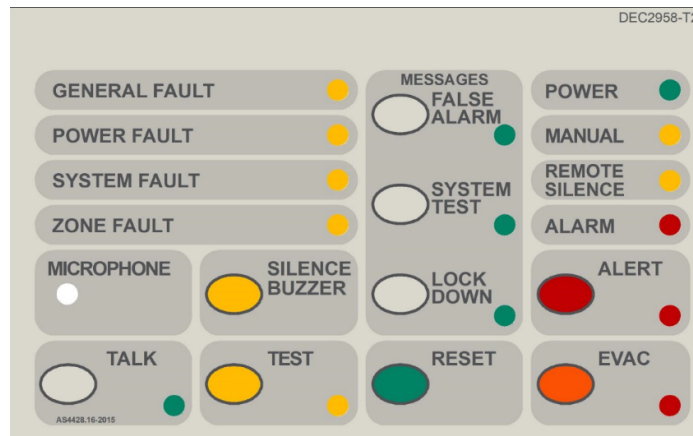 DEC2958-T2
GENERAL FAULT
POWER FAULT
SYSTEM FAULT
ZONE FAULT
MESSAGES
FALSE
ALARM
SYSTEM
TEST
LOCK
DOWN
POWER
MANUAL
REMOTE
SILENCE
ALARM
MICROPHONE
SILENCE
BUZZER
ALERT
TALK
AS4428.16-2015
TEST
RESET
EVAC